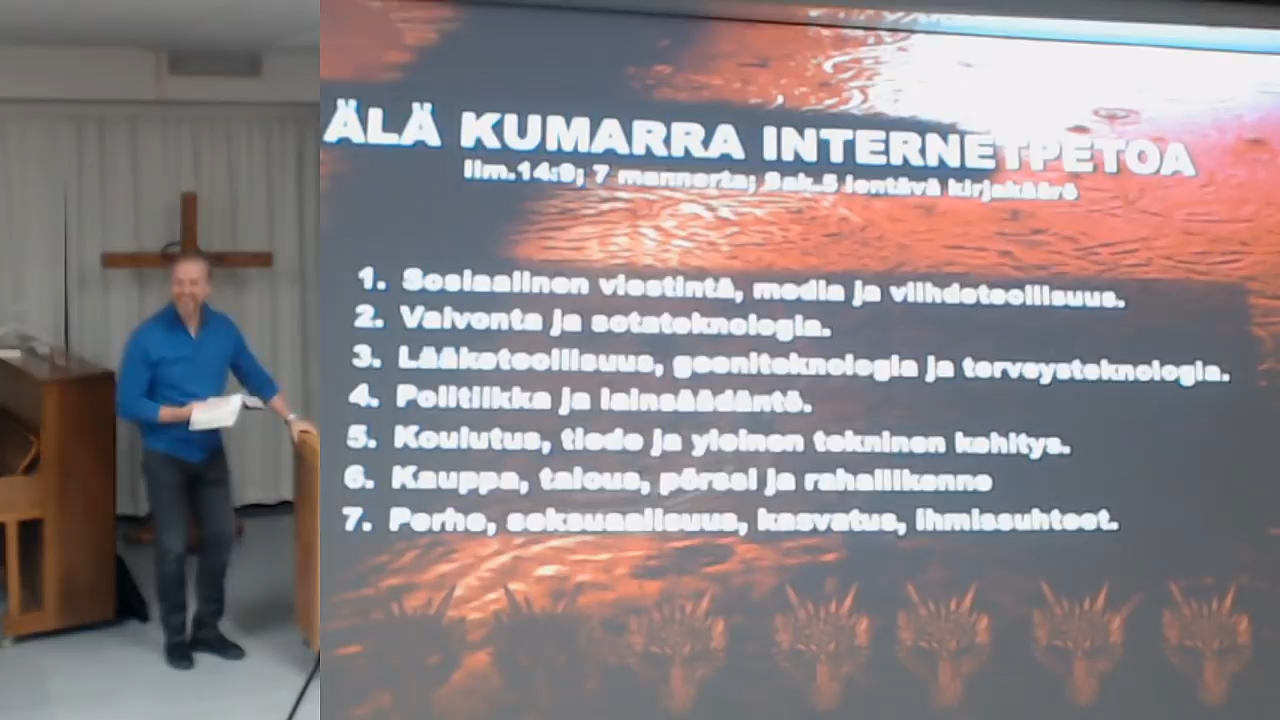 ÄLÄ KUMARRA INTERNETPETOA
Ilm.14:9; 7 mannerta; Sak.5 lentävä kirjakäärö
1. Sosiaalinen viestintä, media ja viihdeteollisuus.
2. Valvonta ja sotateknologia.
3. Lääketeollisuus, geeniteknologia ja terveysteknologia.
4. Politiikka ja lainsäädäntö.
5. Koulutus, tiede ja yleinen tekninen kehitys.
6. Kauppa, talous, pörssi ja rahaliikenne
7. Perhe, seksuaalisuus, kasvatus, ihmissuhteet.